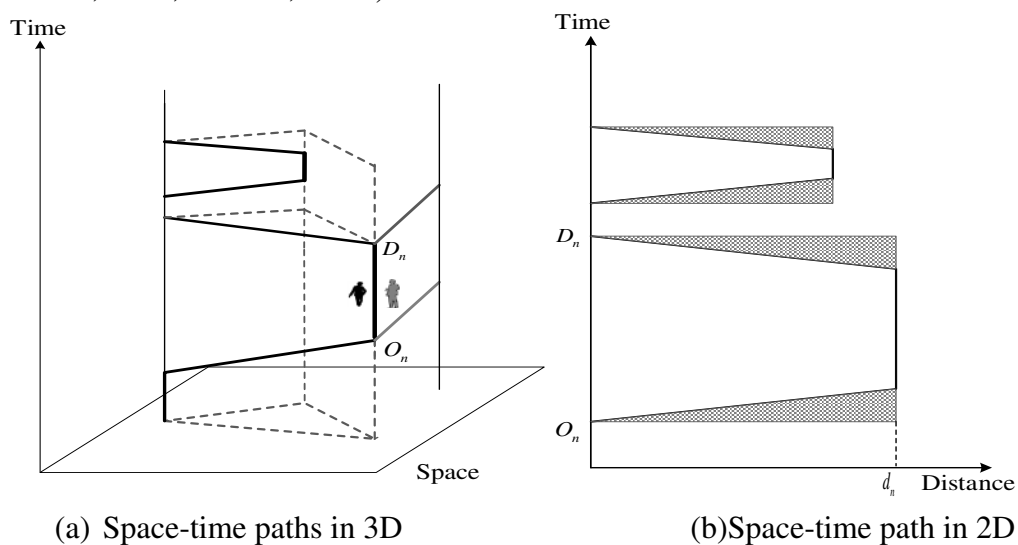 Time
Time
D_n
O_n
Space
D_n
O_n
d_n
Distance
(a) Space-time paths in 3D
(b)Space-time path in 2D